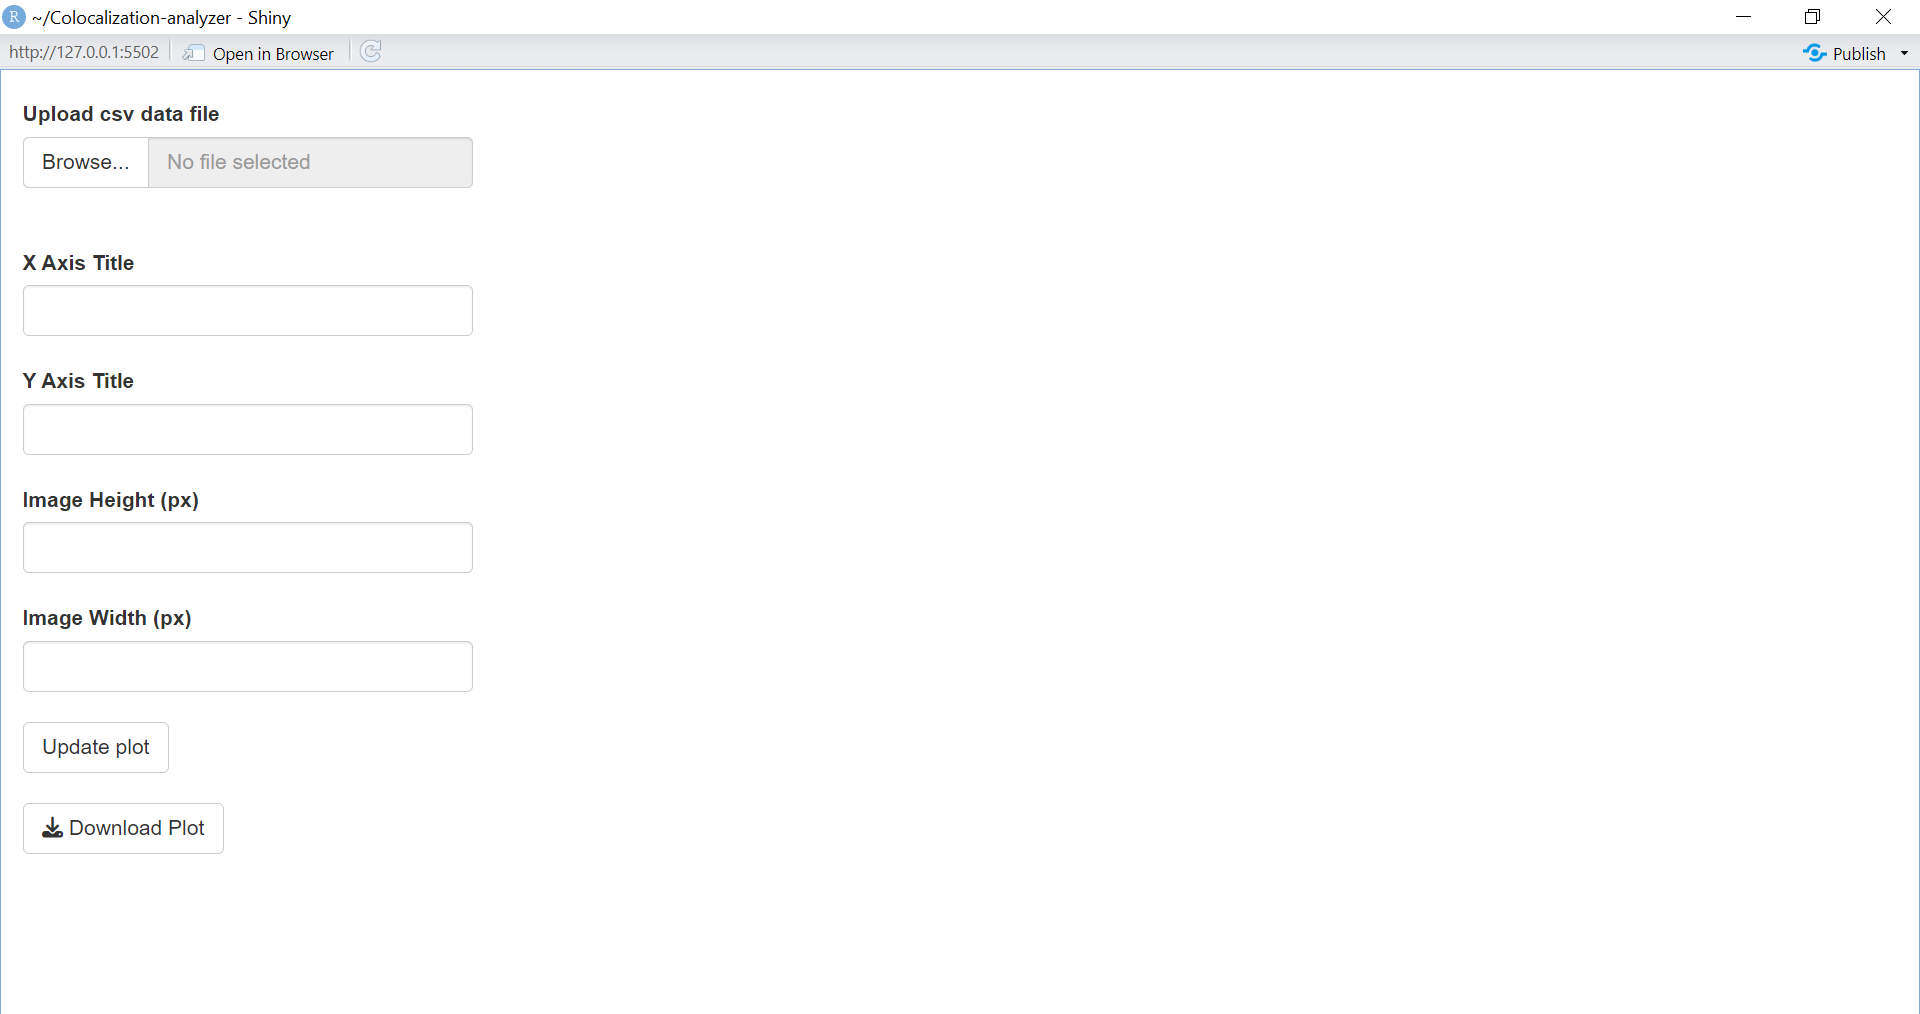 R ~/Colocalization-analyzer - Shiny
http://127.0.0.1:5502 Open in Browser Publish
Upload csv data file
Browse... No file selected
X Axis Title
Y Axis Title
Image Height (px)
Image Width (px)
Update plot
Download Plot